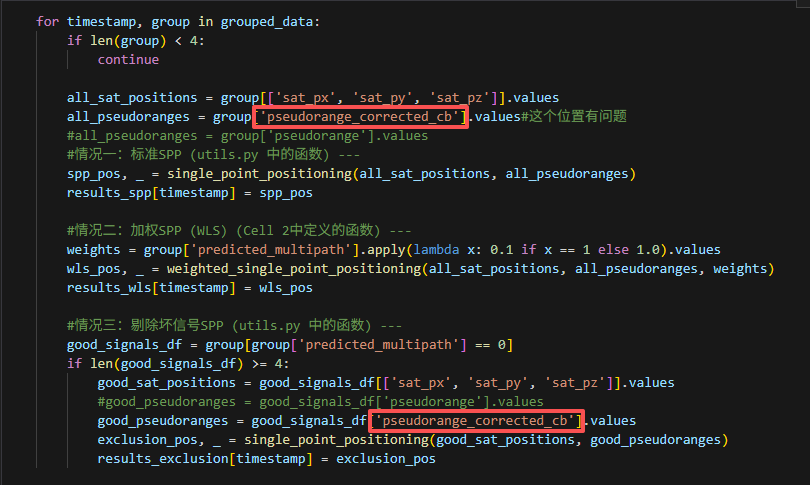 for timestamp, group in grouped_data:
if len(group) < 4:
continue
all_sat_positions = group[['sat_px', 'sat_py', 'sat_pz']].values
all_pseudoranges = group['pseudorange_corrected_cb'].values#这个位置有问题
#all_pseudoranges = group['pseudorange'].values
#情况一: 标准SPP (utils.py 中的函数) ---
spp_pos, _ = single_point_positioning(all_sat_positions, all_pseudoranges)
results_spp[timestamp] = spp_pos
#情况二: 加权SPP (WLS) (Cell 2中定义的函数) ---
weights = group['predicted_multipath'].apply(lambda x: 0.1 if x == 1 else 1.0).values
wls_pos, _ = weighted_single_point_positioning(all_sat_positions, all_pseudoranges, weights)
results_wls[timestamp] = wls_pos
#情况三: 剔除坏信号SPP (utils.py 中的函数) ---
good_signals_df = group[group['predicted_multipath'] == 0]
if len(good_signals_df) >= 4:
good_sat_positions = good_signals_df[['sat_px', 'sat_py', 'sat_pz']].values
#good_pseudoranges = good_signals_df['pseudorange'].values
good_pseudoranges = good_signals_df['pseudorange_corrected_cb'].values
exclusion_pos, _ = single_point_positioning(good_sat_positions, good_pseudoranges)
results_exclusion[timestamp] = exclusion_pos